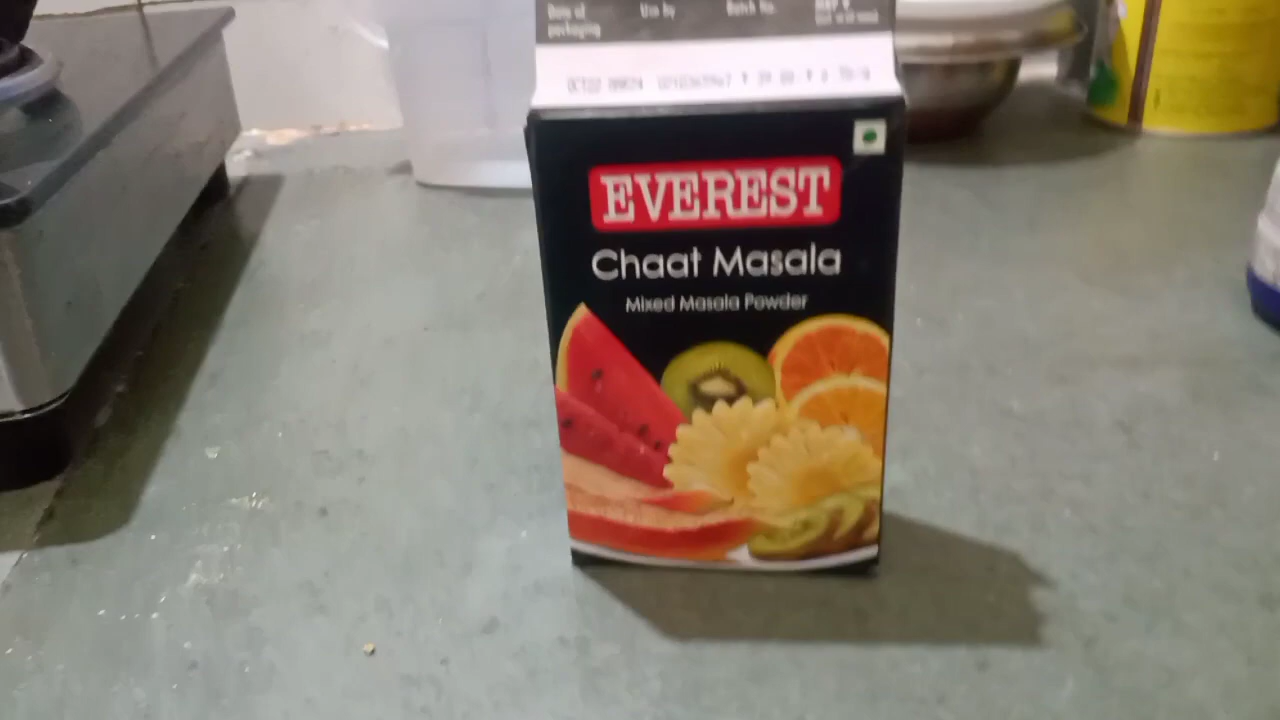 Date of Use by Batch No.
packaging
EVEREST
Chaat Masala
Mixed Masala Powder